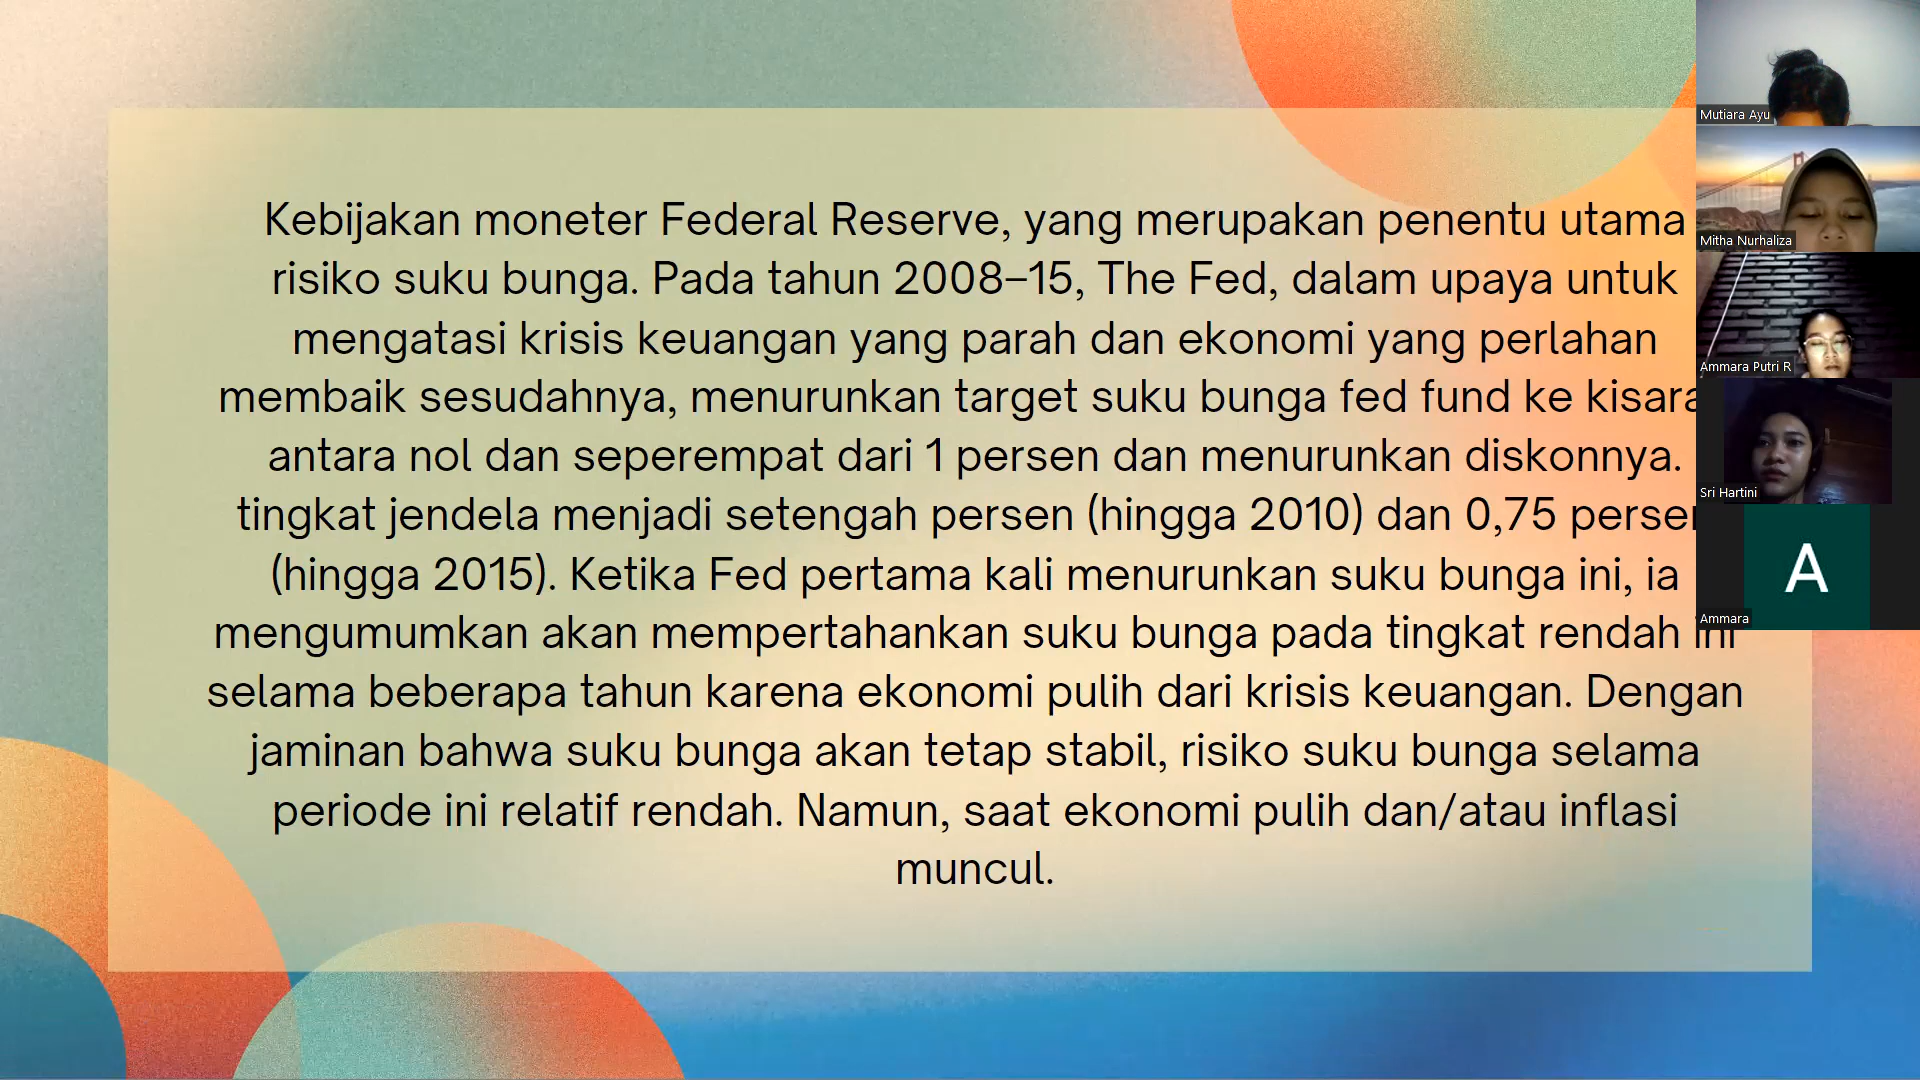 Kebijakan moneter Federal Reserve, yang merupakan penentu utama
risiko suku bunga. Pada tahun 2008–15, The Fed, dalam upaya untuk
mengatasi krisis keuangan yang parah dan ekonomi yang perlahan
membaik sesudahnya, menurunkan target suku bunga fed fund ke kisara
antara nol dan seperempat dari 1 persen dan menurunkan diskonnya.
tingkat jendela menjadi setengah persen (hingga 2010) dan 0,75 persen
(hingga 2015). Ketika Fed pertama kali menurunkan suku bunga ini, ia
mengumumkan akan mempertahankan suku bunga pada tingkat rendah ini
selama beberapa tahun karena ekonomi pulih dari krisis keuangan. Dengan
jaminan bahwa suku bunga akan tetap stabil, risiko suku bunga selama
periode ini relatif rendah. Namun, saat ekonomi pulih dan/atau inflasi
muncul.
Mutiara Ayu
Mitha Nurhaliza
Ammara Putri R
Sri Hartini
A
Ammara